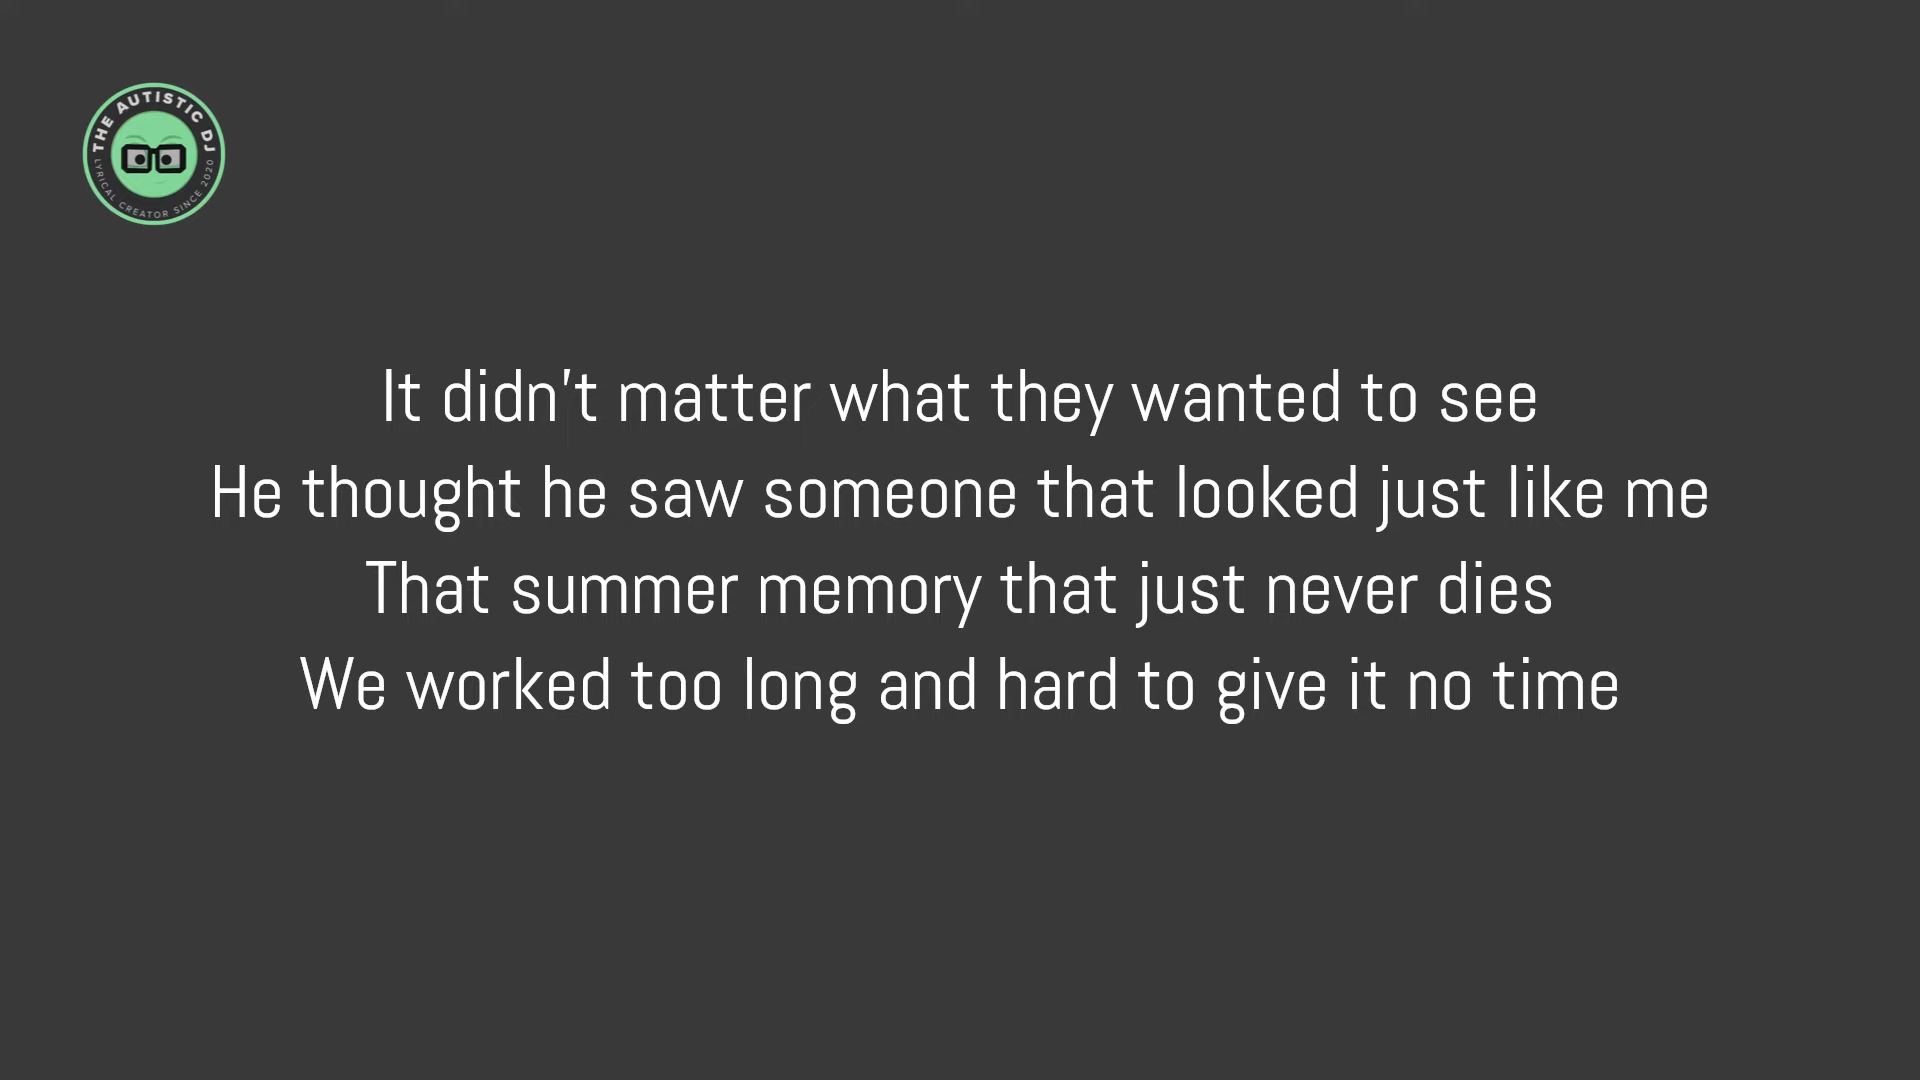 THE AUTISTIC DJ
LYRICAL CREATOR SINCE 2020
It didn't matter what they wanted to see
He thought he saw someone that looked just like me
That summer memory that just never dies
We worked too long and hard to give it no time